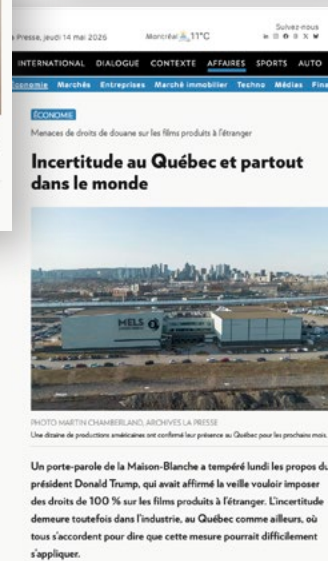 Presse, jeudi 14 mai 2026
Montréal 11°C
Suivez-nous
INTERNATIONAL DIALOGUE CONTEXTE AFFAIRES SPORTS AUTO
Économie Marchés Entreprises Marché immobilier Techno Médias
ÉCONOMIE
Menaces de droits de douane sur les films produits à l'étranger
Incertitude au Québec et partout
dans le monde
MELS
PHOTO MARTIN CHAMBERLAND, ARCHIVES LA PRESSE
Une dizaine de productions américaines ont confirmé leur présence au Québec pour les prochains mois.
Un porte-parole de la Maison-Blanche a tempéré lundi les propos du
président Donald Trump, qui avait affirmé la veille vouloir imposer
des droits de 100 % sur les films produits à l'étranger. L'incertitude
demeure toutefois dans l'industrie, au Québec comme ailleurs, où
tous s'accordent pour dire que cette mesure pourrait difficilement
s'appliquer.